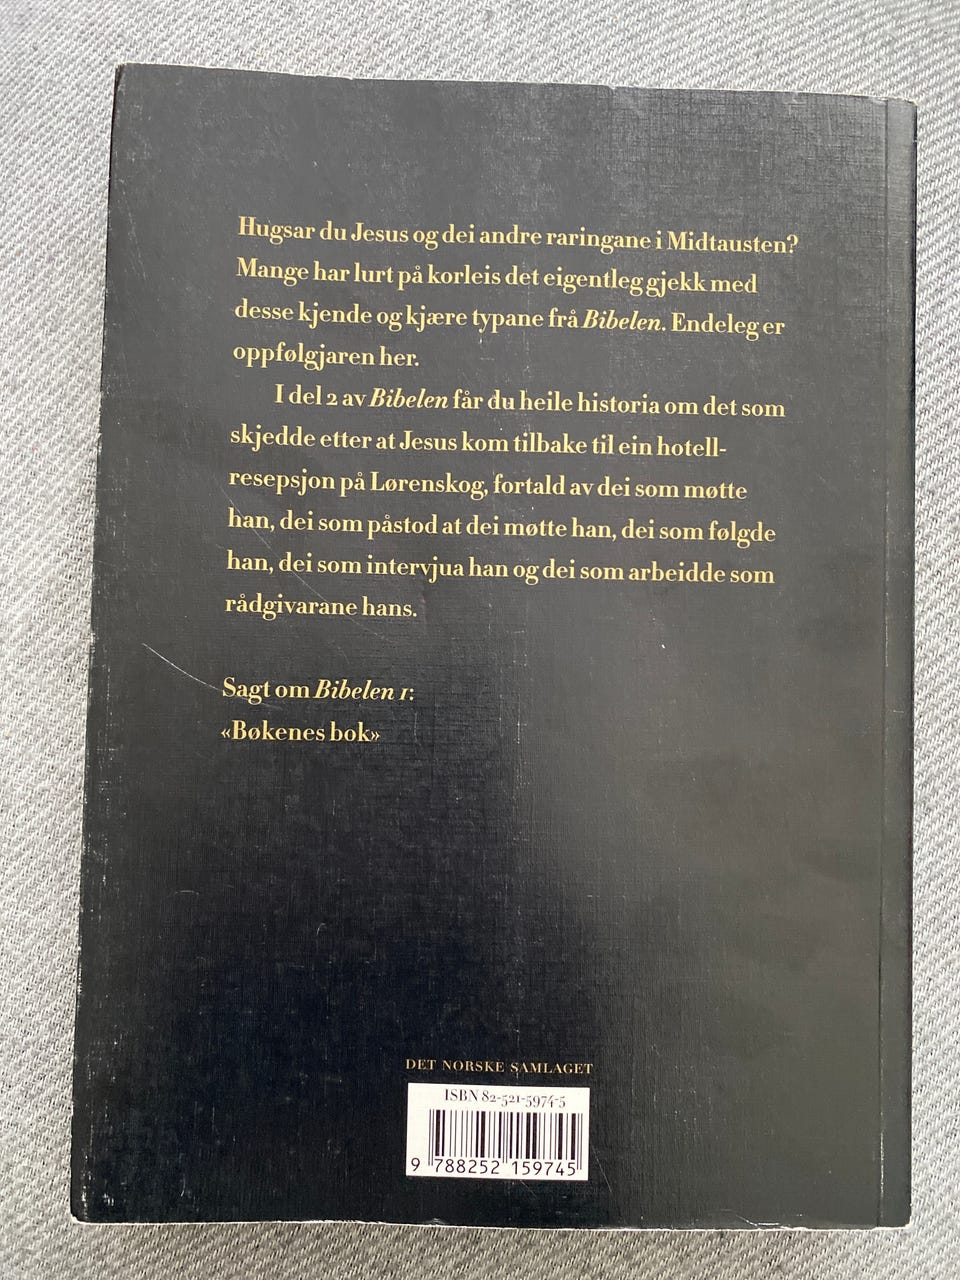 Hugsar du Jesus og dei andre raringane i Midtausten?
Mange har lurt på korleis det eigentleg gjekk med
desse kjende og kjære typane frå Bibelen. Endeleg er
oppfølgjaren her.
I del 2 av Bibelen får du heile historia om det som
skjedde etter at Jesus kom tilbake til ein hotell-
resepsjon på Lørenskog, fortald av dei som møtte
han, dei som påstod at dei møtte han, dei som følgde
han, dei som intervjua han og dei som arbeidde som
rådgivarane hans.
Sagt om Bibelen 1:
«Bøkenes bok»
DET NORSKE SAMLAGET
ISBN 82-521-5974-5
9 788252 159745